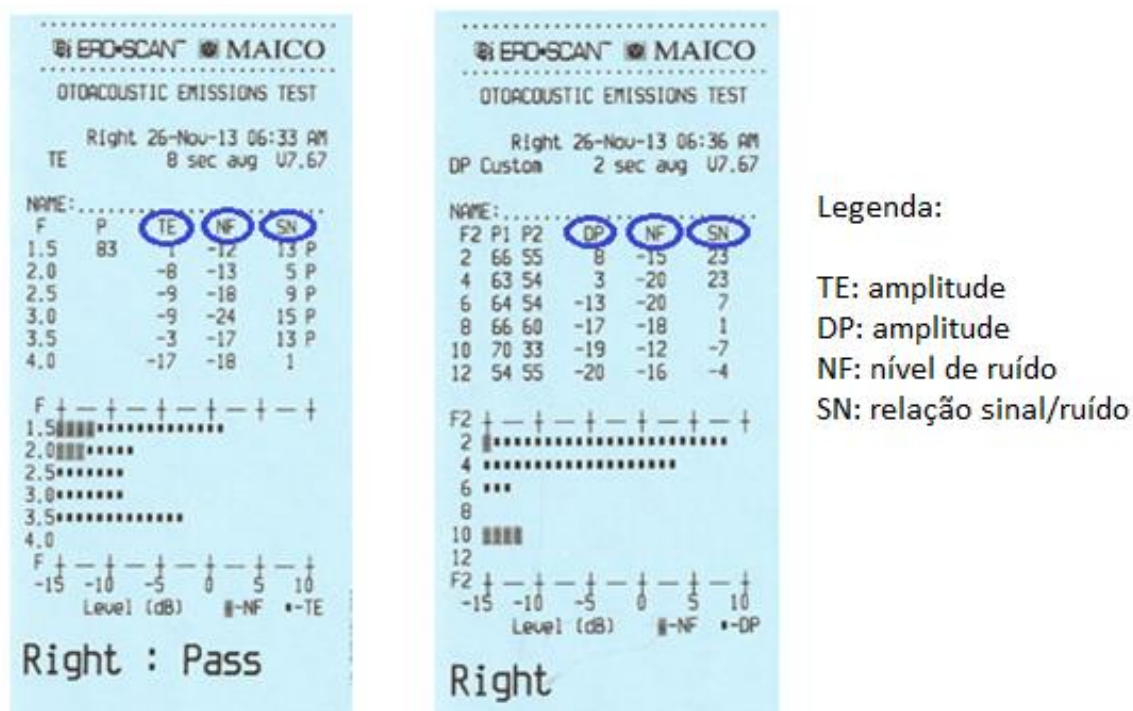 ERO•SCAN™ MAICO
OTOACOUSTIC EMISSIONS TEST
Right 26-Nov-13 06:33 AM
TE 8 sec avg V7.67
NAME:
F P TE NF SN
1.5 83 1 -12 13 P
2.0 -8 -13 5 P
2.5 -9 -18 9 P
3.0 -9 -24 15 P
3.5 -3 -17 13 P
4.0 -17 -18 1
F
1.5
2.0
2.5
3.0
3.5
4.0
F
-15 -10 -5 0 5 10
Level (dB) -NF -TE
Right : Pass
ERO•SCAN™ MAICO
OTOACOUSTIC EMISSIONS TEST
Right 26-Nov-13 06:36 AM
DP Custom 2 sec avg V7.67
NAME:
F2 P1 P2 DP NF SN
2 66 55 8 -15 23
4 63 54 3 -20 23
6 64 54 -13 -20 7
8 66 60 -17 -18 1
10 70 33 -19 -12 -7
12 54 55 -20 -16 -4
F2
2
4
6
8
10
12
F2
-15 -10 -5 0 5 10
Level (dB) -NF -DP
Right
Legenda:
TE: amplitude
DP: amplitude
NF: nível de ruído
SN: relação sinal/ruído